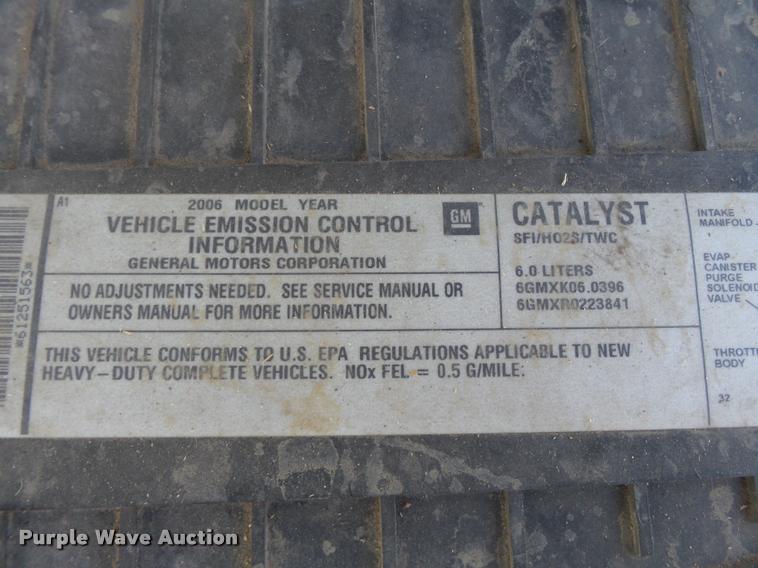 *61251563*
A1
2006 MODEL YEAR
VEHICLE EMISSION CONTROL
INFORMATION
GENERAL MOTORS CORPORATION
GM
NO ADJUSTMENTS NEEDED. SEE SERVICE MANUAL OR
OWNERS MANUAL FOR MORE INFORMATION.
CATALYST
SFI/HO2S/TWC
6.0 LITERS
6GMXK06.0396
6GMXR0223841
THIS VEHICLE CONFORMS TO U.S. EPA REGULATIONS APPLICABLE TO NEW
HEAVY-DUTY COMPLETE VEHICLES. NOx FEL = 0.5 G/MILE.
INTAKE
MANIFOLD
EVAP
CANISTER
PURGE
SOLENOID
VALVE
THROTT
BODY
32
Purple Wave Auction